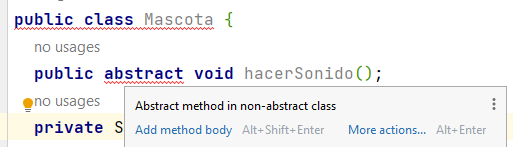 public class Mascota {
no usages
public abstract void hacerSonido();
no usages
Abstract method in non-abstract class
private S
Add method body Alt+Shift+Enter More actions... Alt+Enter